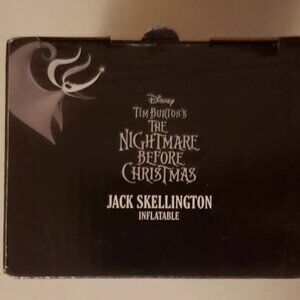 Disney
TIM BURTON'S
THE
NIGHTMARE
BEFORE
CHRISTMAS
JACK SKELLINGTON
INFLATABLE